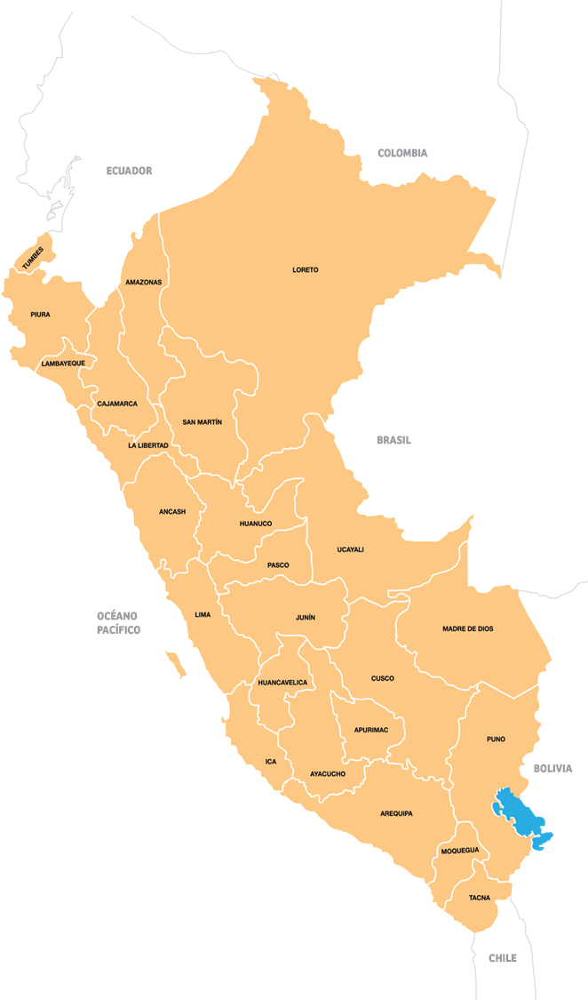 COLOMBIA
ECUADOR
TUMBES
LORETO
AMAZONAS
PIURA
LAMBAYEQUE
CAJAMARCA
SAN MARTÍN
BRASIL
LA LIBERTAD
ANCASH
HUANUCO
UCAYALI
PASCO
OCÉANO
PACÍFICO
LIMA
JUNÍN
MADRE DE DIOS
CUSCO
HUANCAVELICA
APURIMAC
PUNO
ICA
BOLIVIA
AYACUCHO
AREQUIPA
MOQUEGUA
TACNA
CHILE